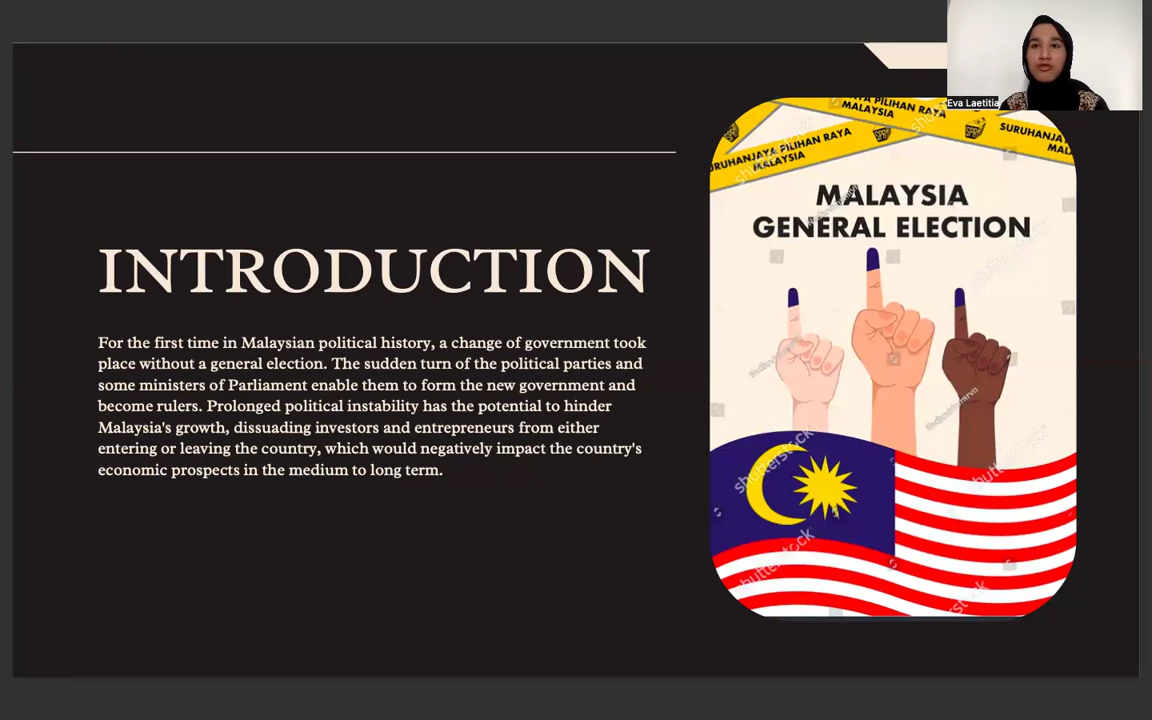 Eva Laetitia
PILIHAN RAYA
MALAYSIA
PILIHAN RAYA
MALAYSIA
SURUHANJA
MALAYSIA
GENERAL ELECTION
INTRODUCTION
For the first time in Malaysian political history, a change of government took
place without a general election. The sudden turn of the political parties and
some ministers of Parliament enable them to form the new government and
become rulers. Prolonged political instability has the potential to hinder
Malaysia's growth, dissuading investors and entrepreneurs from either
entering or leaving the country, which would negatively impact the country's
economic prospects in the medium to long term.
shutterstock
shutterstock